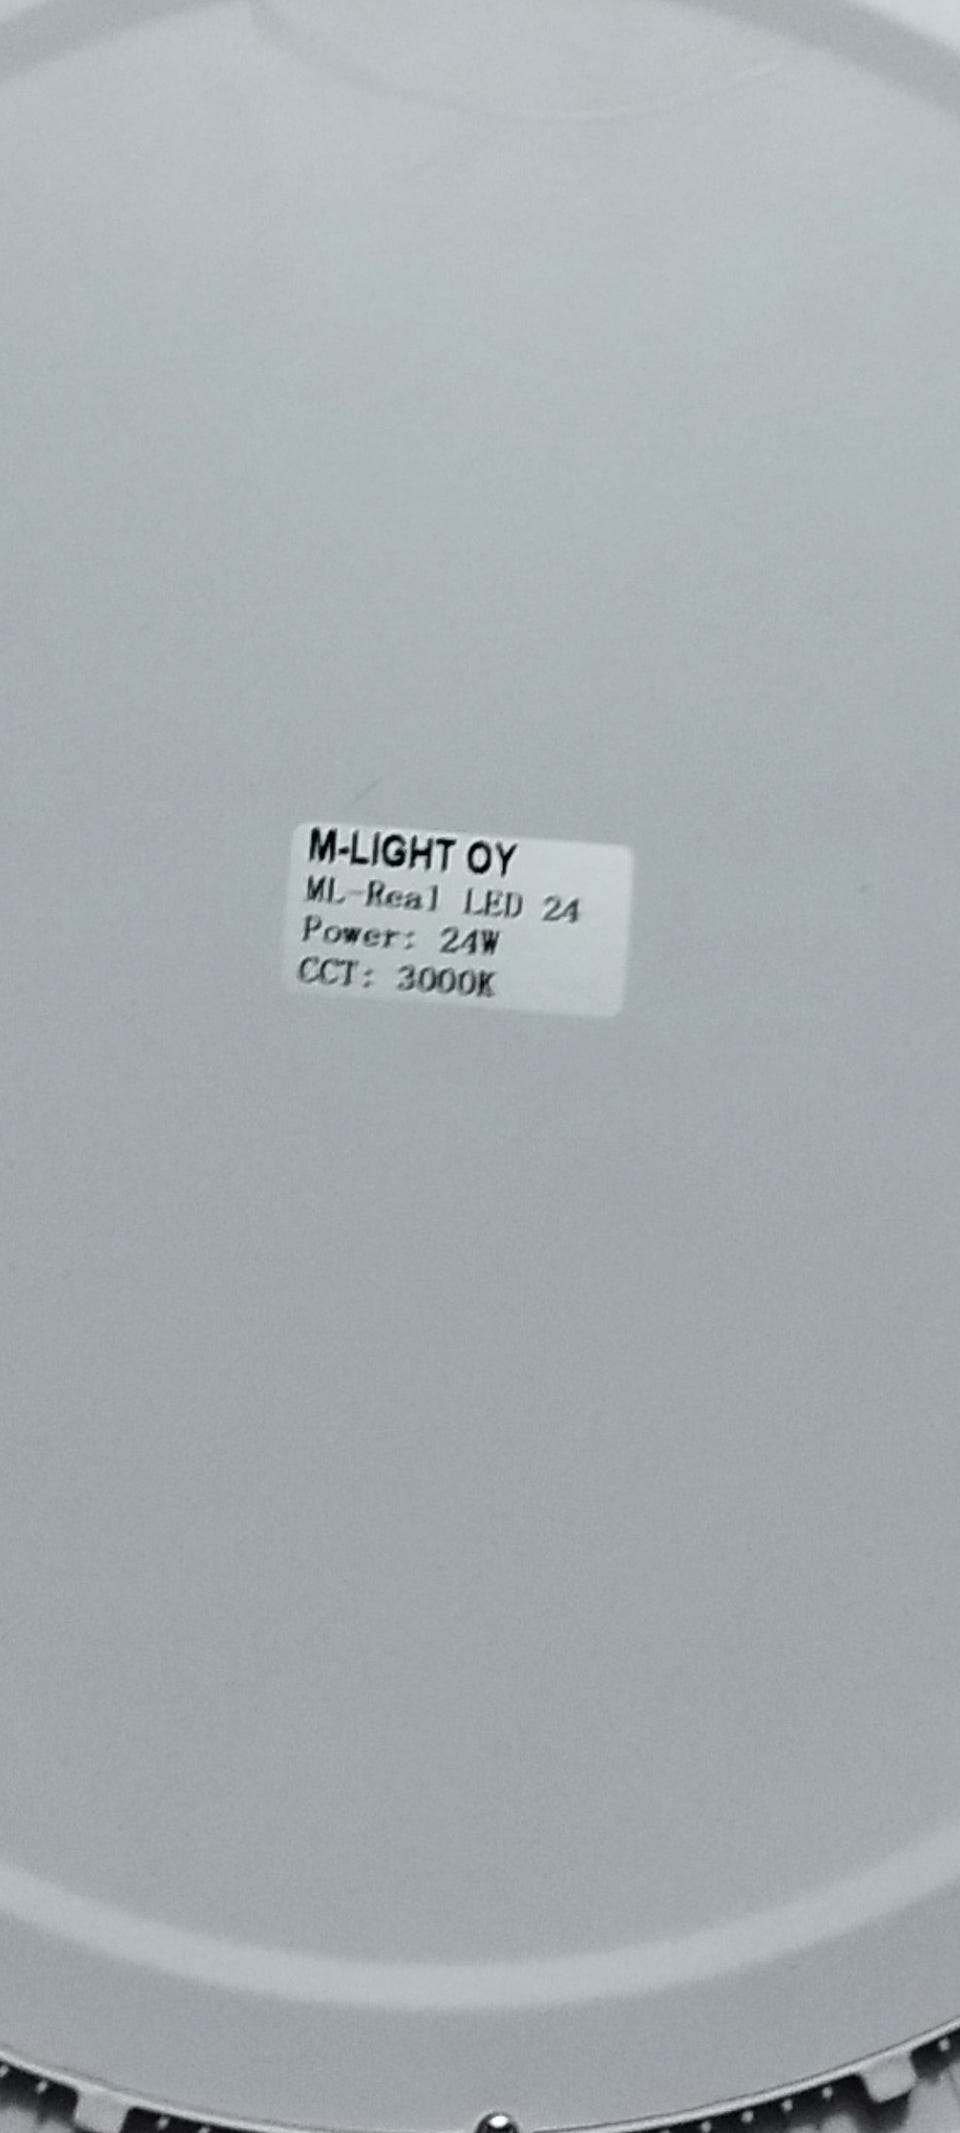 M-LIGHT OY
ML-Real LED 24
Power: 24W
CCT: 3000K